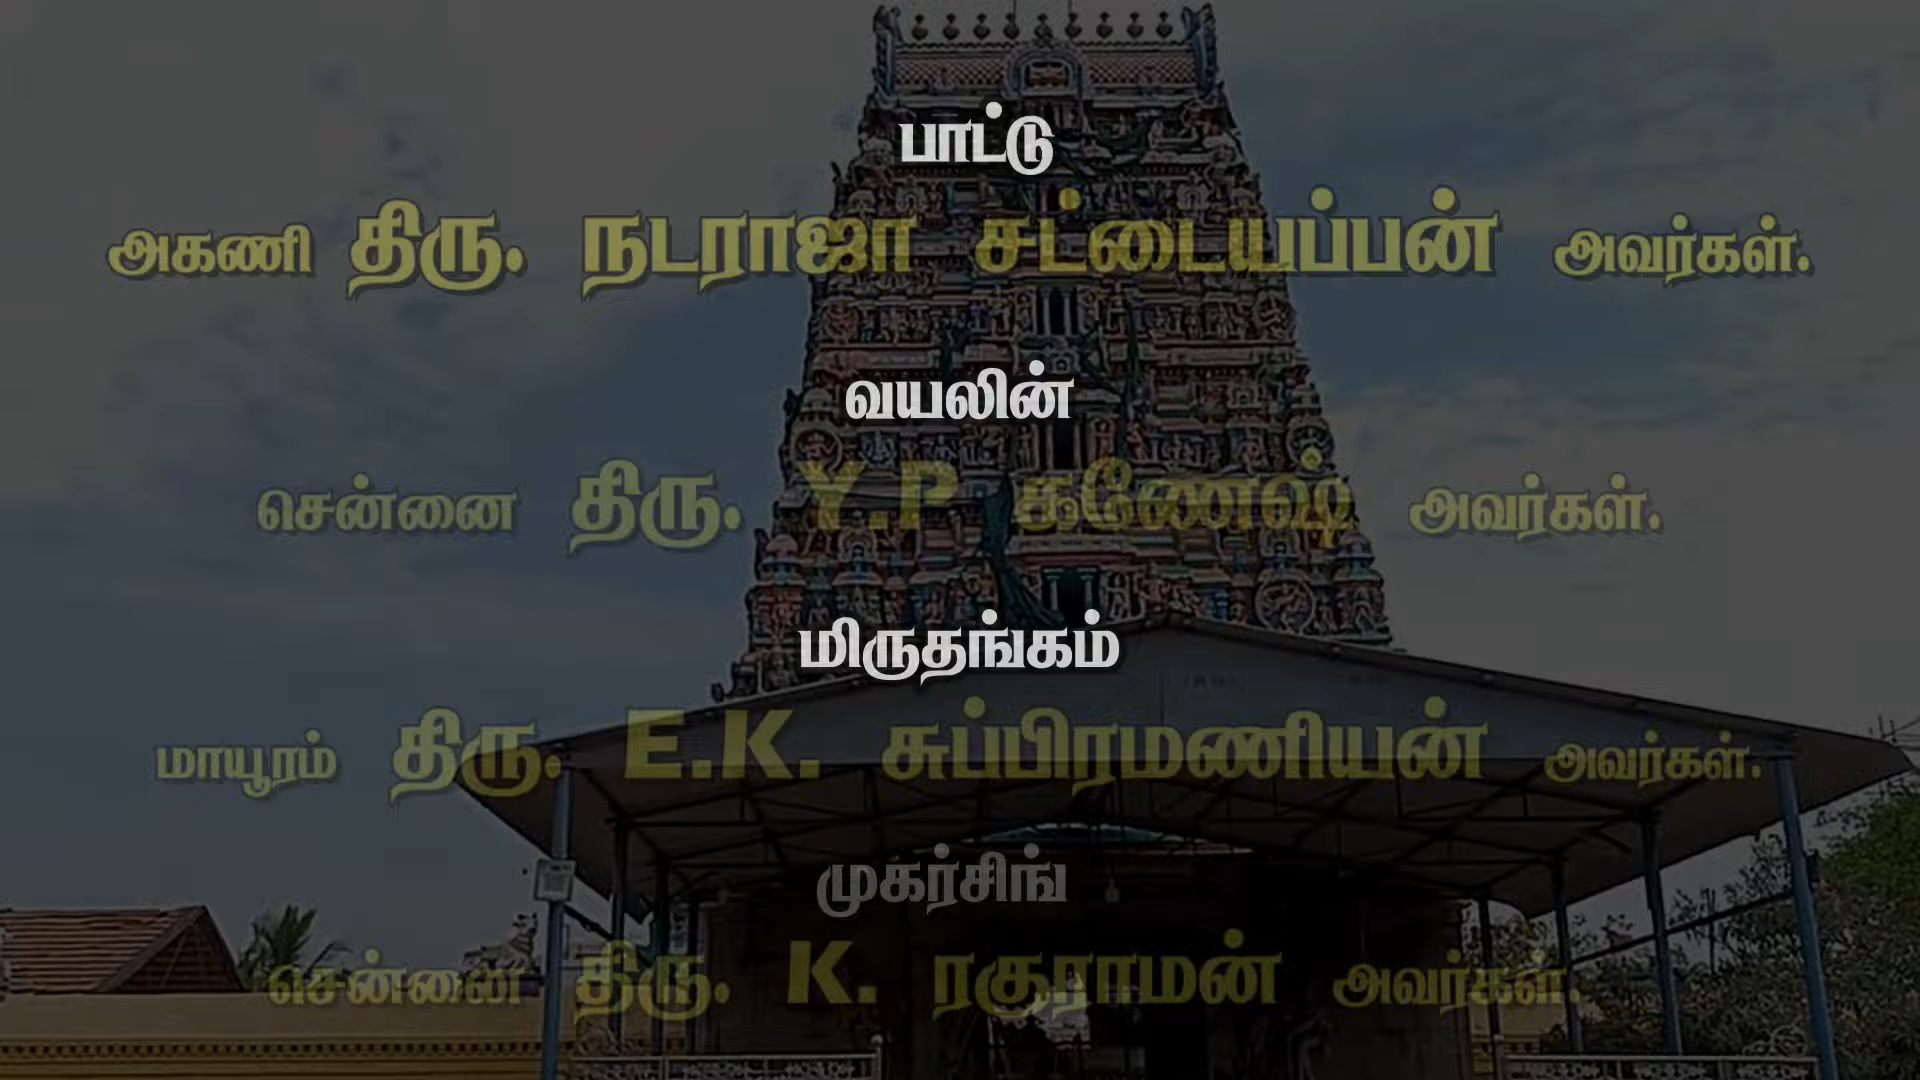 பாட்டு
அகணி திரு. நடராஜா சட்டையப்பன் அவர்கள்.
வயலின்
சென்னை திரு. Y.P கணேஷ் அவர்கள்.
மிருதங்கம்
மாயூரம் திரு. E.K. சுப்பிரமணியன் அவர்கள்.
முகர்சிங்
சென்னை திரு. K. ரகுராமன் அவர்கள்.